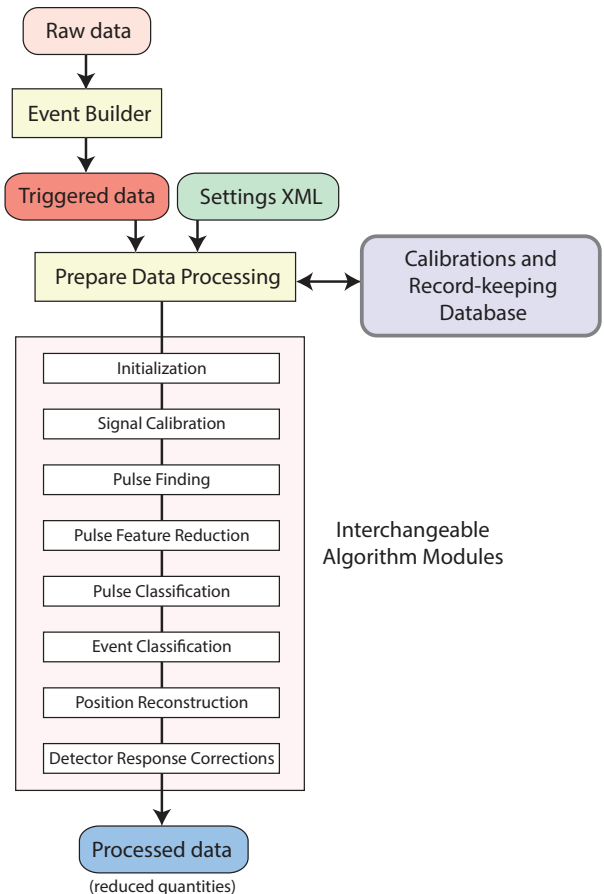 Raw data
Event Builder
Triggered data
Settings XML
Prepare Data Processing
Calibrations and
Record-keeping
Database
Initialization
Signal Calibration
Pulse Finding
Pulse Feature Reduction
Interchangeable
Algorithm Modules
Pulse Classification
Event Classification
Position Reconstruction
Detector Response Corrections
Processed data
(reduced quantities)